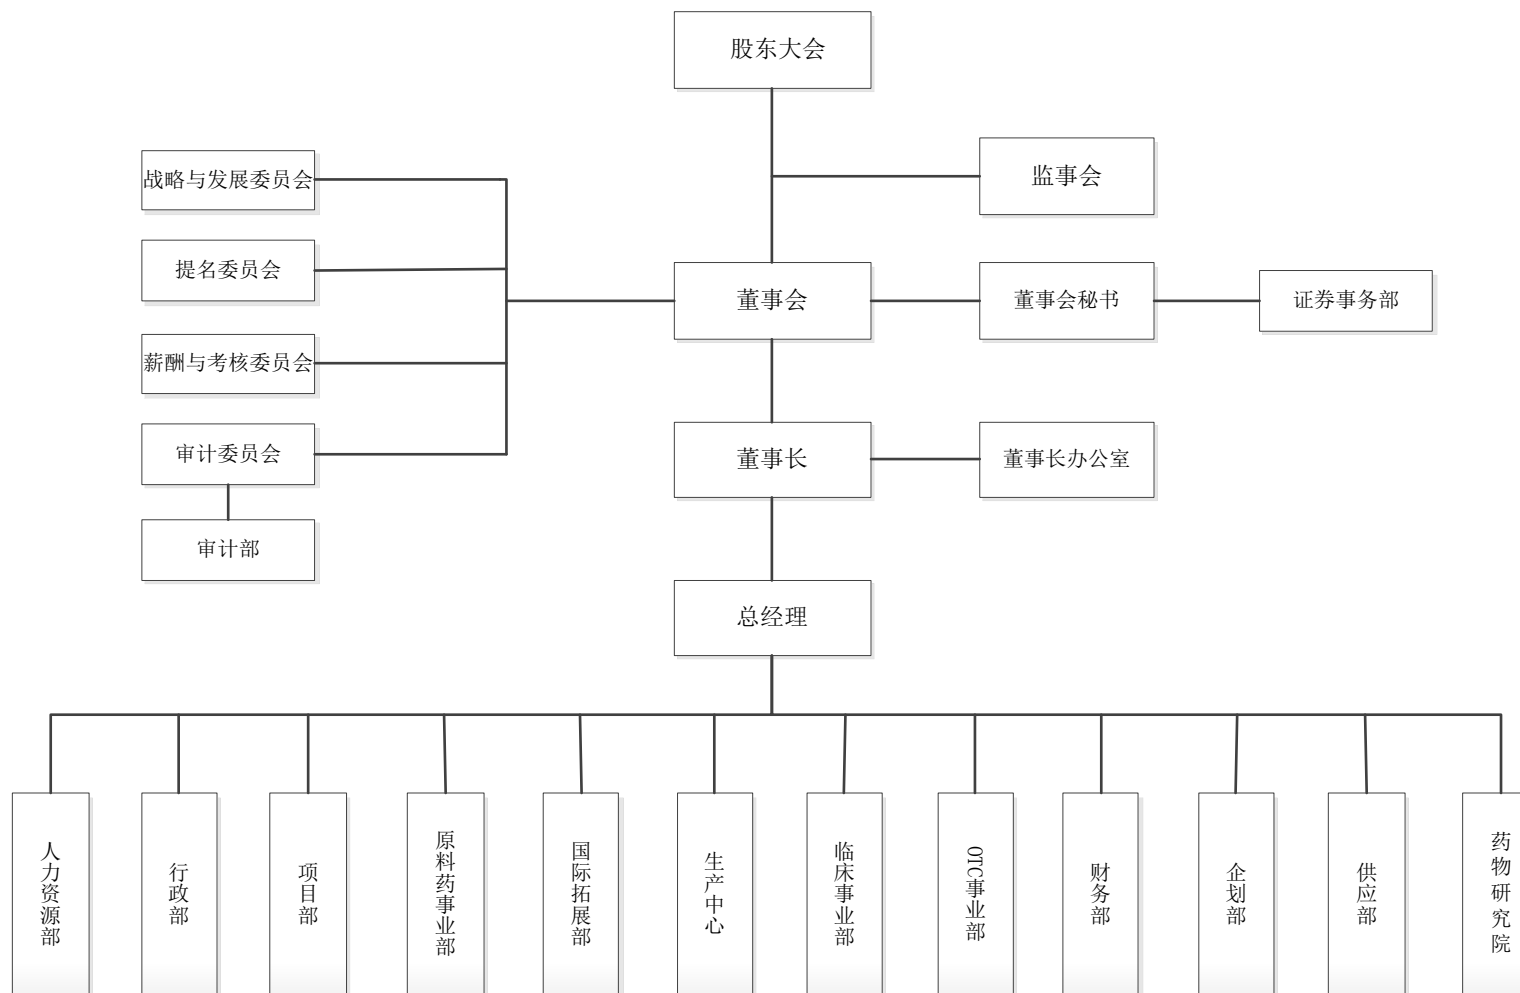 股东大会
监事会
战略与发展委员会
提名委员会
董事会
董事会秘书
证券事务部
薪酬与考核委员会
审计委员会
董事长
董事长办公室
审计部
总经理
人力资源部
行政部
项目部
原料药事业部
国际拓展部
生产中心
临床事业部
OTC事业部
财务部
企划部
供应部
药物研究院